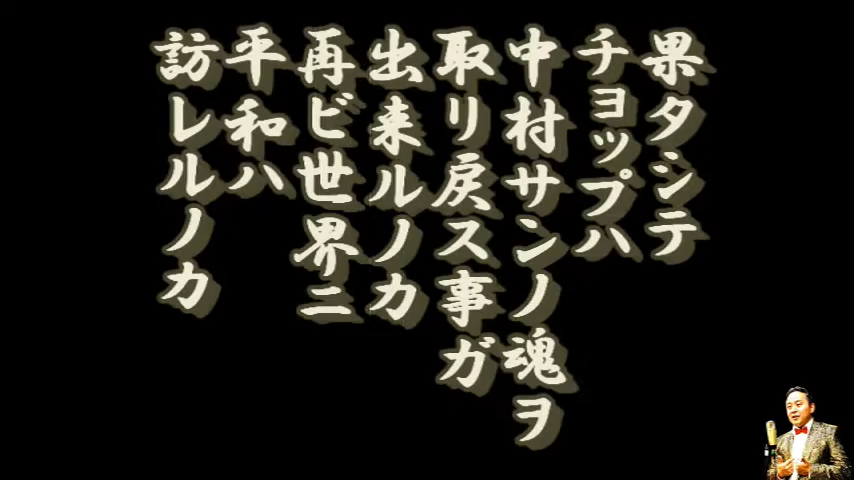 果タシテ
チョップハ
中村サンノ魂ヲ
取リ戻ス事ガ
出来ルノカ
再ビ世界ニ
平和ハ
訪レルノカ